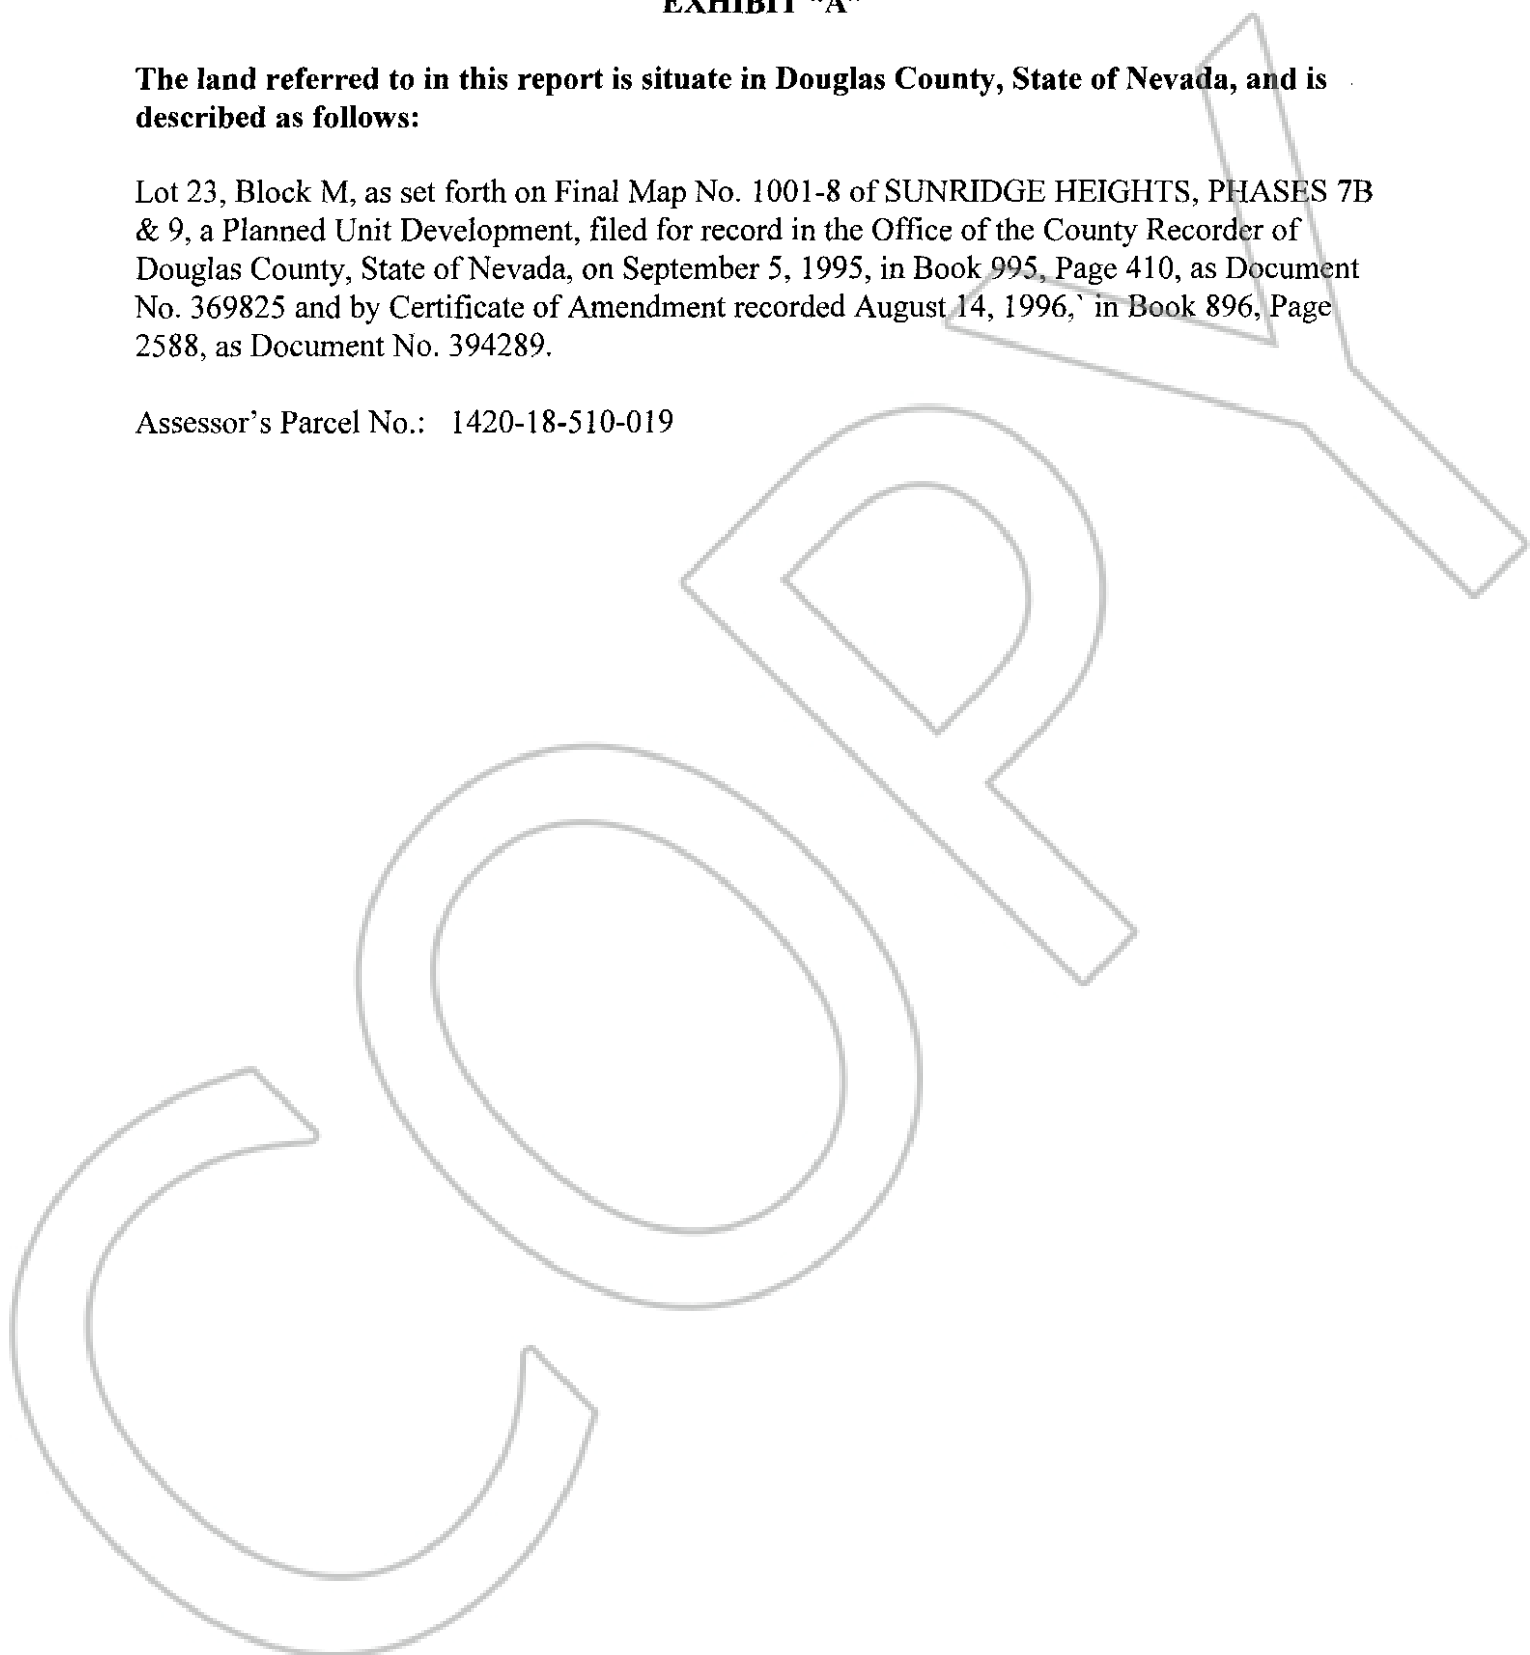 EXHIBIT "A"
The land referred to in this report is situate in Douglas County, State of Nevada, and is
described as follows:
Lot 23, Block M, as set forth on Final Map No. 1001-8 of SUNRIDGE HEIGHTS, PHASES 7B
& 9, a Planned Unit Development, filed for record in the Office of the County Recorder of
Douglas County, State of Nevada, on September 5, 1995, in Book 995, Page 410, as Document
No. 369825 and by Certificate of Amendment recorded August 14, 1996,` in Book 896, Page
2588, as Document No. 394289.
Assessor's Parcel No.: 1420-18-510-019
COPY